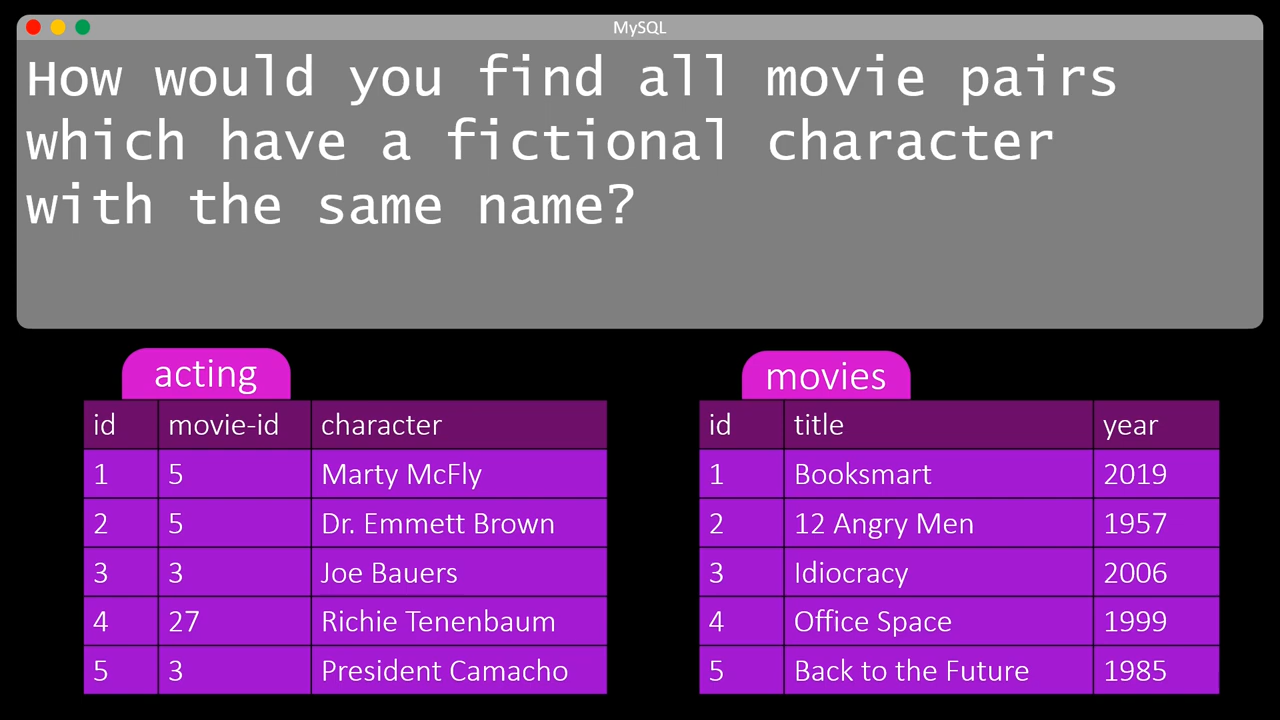 MySQL
How would you find all movie pairs
which have a fictional character
with the same name?
acting
id movie-id character
1 5 Marty McFly
2 5 Dr. Emmett Brown
3 3 Joe Bauers
4 27 Richie Tenenbaum
5 3 President Camacho
movies
id title year
1 Booksmart 2019
2 12 Angry Men 1957
3 Idiocracy 2006
4 Office Space 1999
5 Back to the Future 1985